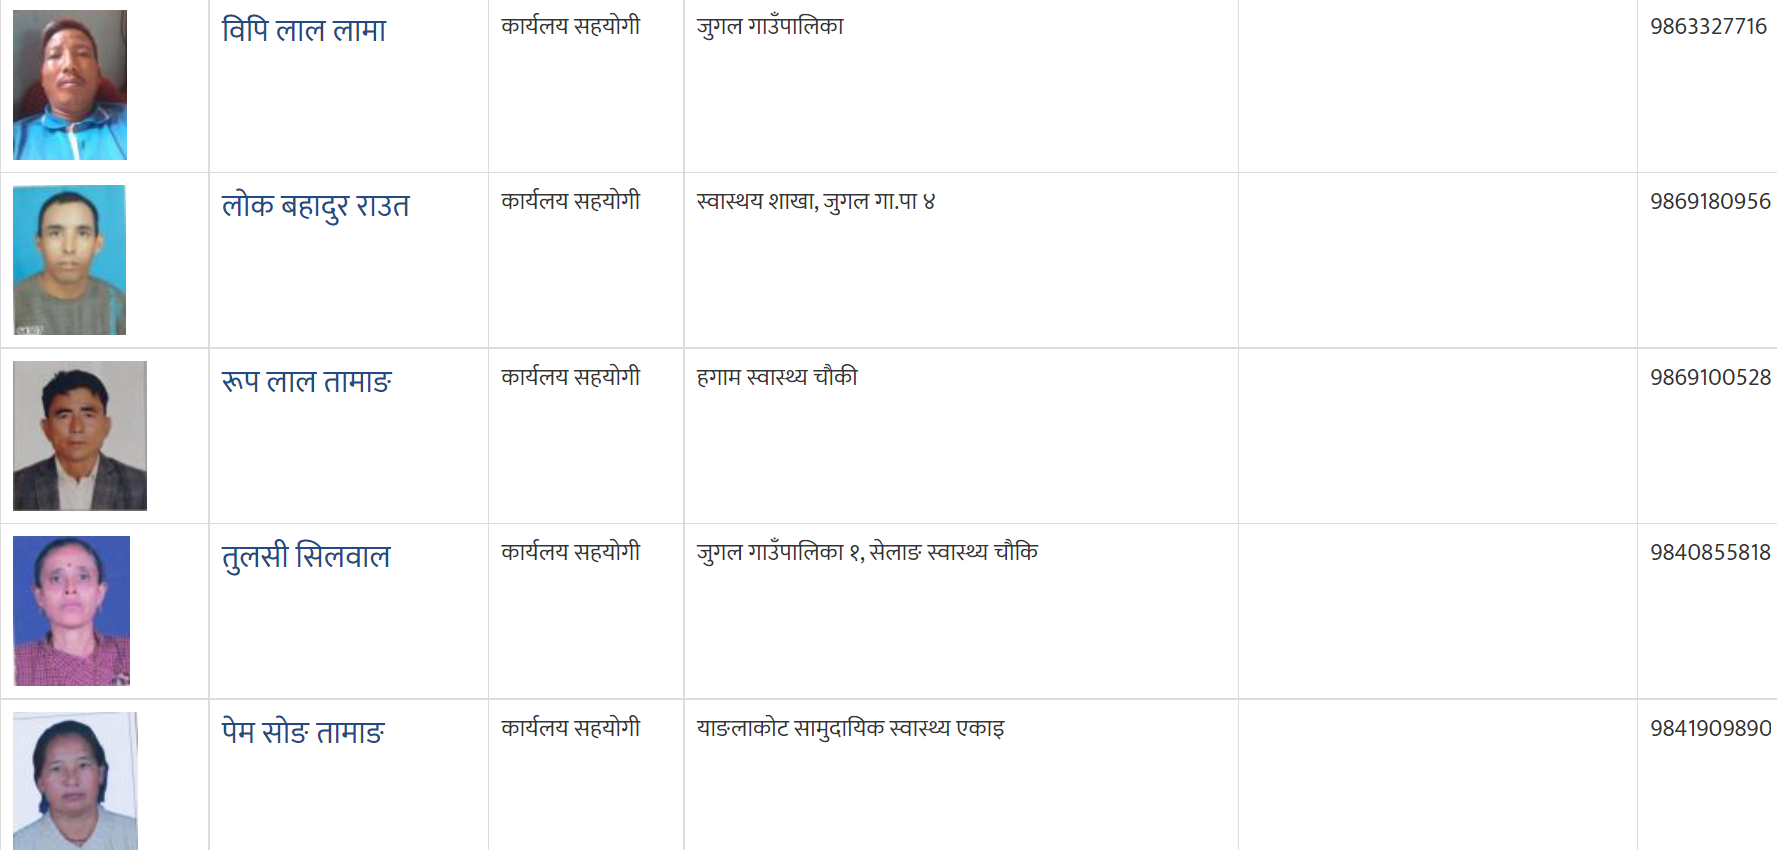 विपि लाल लामा कार्यलय सहयोगी जुगल गाउँपालिका 9863327716
लोक बहादुर राउत कार्यलय सहयोगी स्वास्थय शाखा, जुगल गा.पा ४ 9869180956
रूप लाल तामाङ कार्यलय सहयोगी हगाम स्वास्थ्य चौकी 9869100528
तुलसी सिलवाल कार्यलय सहयोगी जुगल गाउँपालिका १, सेलाङ स्वास्थ्य चौकि 9840855818
पेम सोङ तामाङ कार्यलय सहयोगी याङलाकोट सामुदायिक स्वास्थ्य एकाइ 9841909890